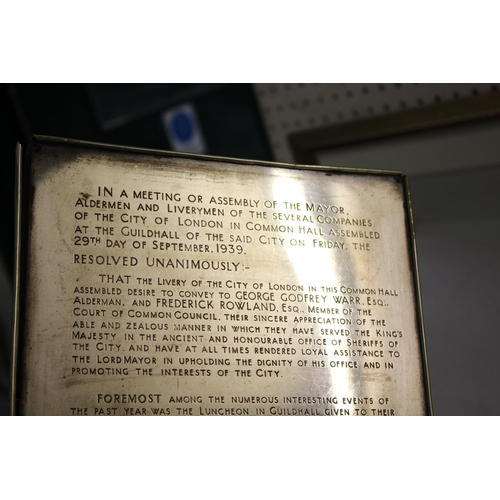 IN A MEETING OR ASSEMBLY OF THE MAYOR,
ALDERMEN AND LIVERYMEN OF THE SEVERAL COMPANIES
OF THE CITY OF LONDON IN COMMON HALL ASSEMBLED
AT THE GUILDHALL OF THE SAID CITY ON FRIDAY, THE
29TH DAY OF SEPTEMBER, 1939.
RESOLVED UNANIMOUSLY:-
THAT THE LIVERY OF THE CITY OF LONDON IN THIS COMMON HALL
ASSEMBLED DESIRE TO CONVEY TO GEORGE GODFREY WARR, ESQ.,
ALDERMAN, AND FREDERICK ROWLAND, ESQ., MEMBER OF THE
COURT OF COMMON COUNCIL, THEIR SINCERE APPRECIATION OF THE
ABLE AND ZEALOUS MANNER IN WHICH THEY HAVE SERVED THE KING'S
MAJESTY IN THE ANCIENT AND HONOURABLE OFFICE OF SHERIFFS OF
THE CITY, AND HAVE AT ALL TIMES RENDERED LOYAL ASSISTANCE TO
THE LORD MAYOR IN UPHOLDING THE DIGNITY OF HIS OFFICE AND IN
PROMOTING THE INTERESTS OF THE CITY.
FOREMOST AMONG THE NUMEROUS INTERESTING EVENTS OF
THE PAST YEAR WAS THE LUNCHEON IN GUILDHALL GIVEN TO THEIR